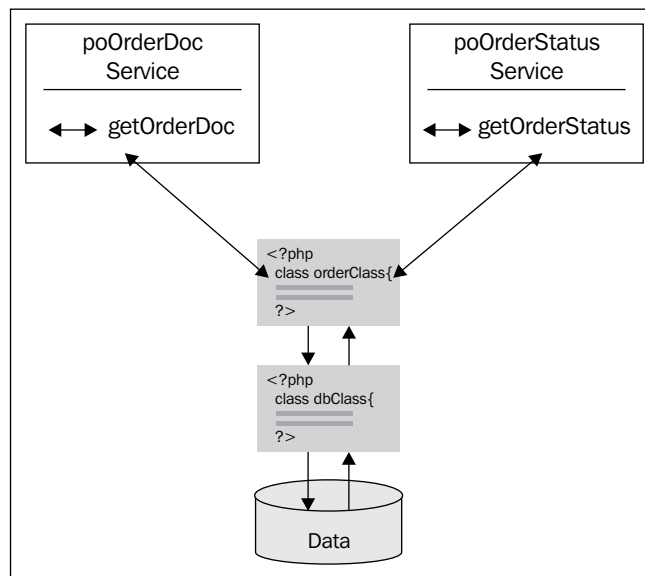 poOrderDoc
Service
getOrderDoc
poOrderStatus
Service
getOrderStatus
<?php
class orderClass{
?>
<?php
class dbClass{
?>
Data